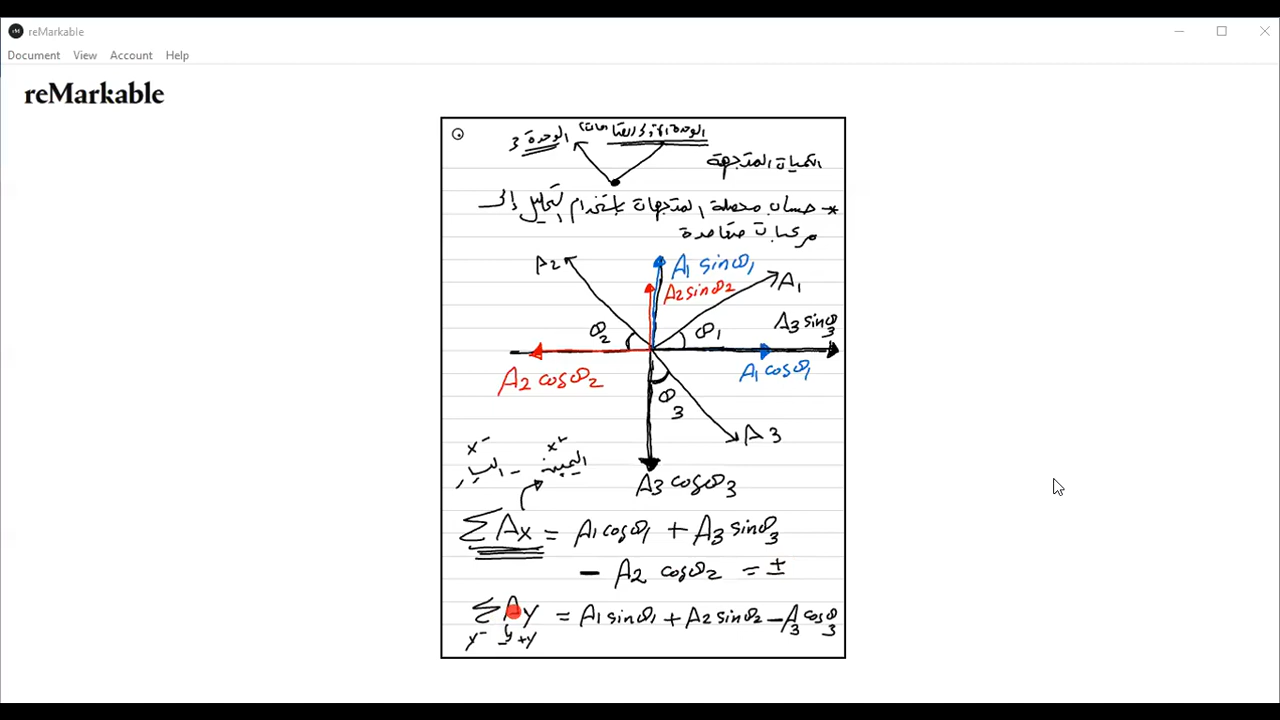 reMarkable
Document View Account Help
reMarkable
الوحدة 3
الكميات المتجهة
* حساب محصلة المتجهات باستخدام التحليل إلى
مركبات متعامدة
A2
A1 sinθ1
A2 sinθ2
A1
A3 sinθ3
θ2
θ1
A2 cosθ2
A1 cosθ1
θ3
A3
x-
x+
اليسار - اليمين
A3 cosθ3
ΣAx = A1 cosθ1 + A3 sinθ3
- A2 cosθ2 = ±
ΣAy = A1 sinθ1 + A2 sinθ2 - A3 cosθ3
y- +y